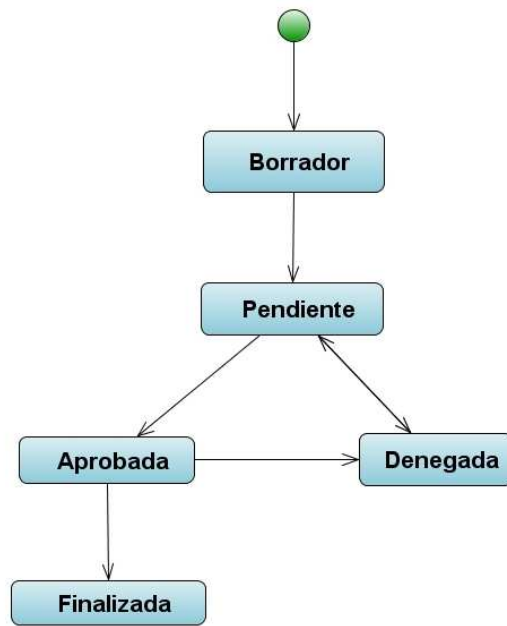 Borrador
Pendiente
Aprobada
Denegada
Finalizada